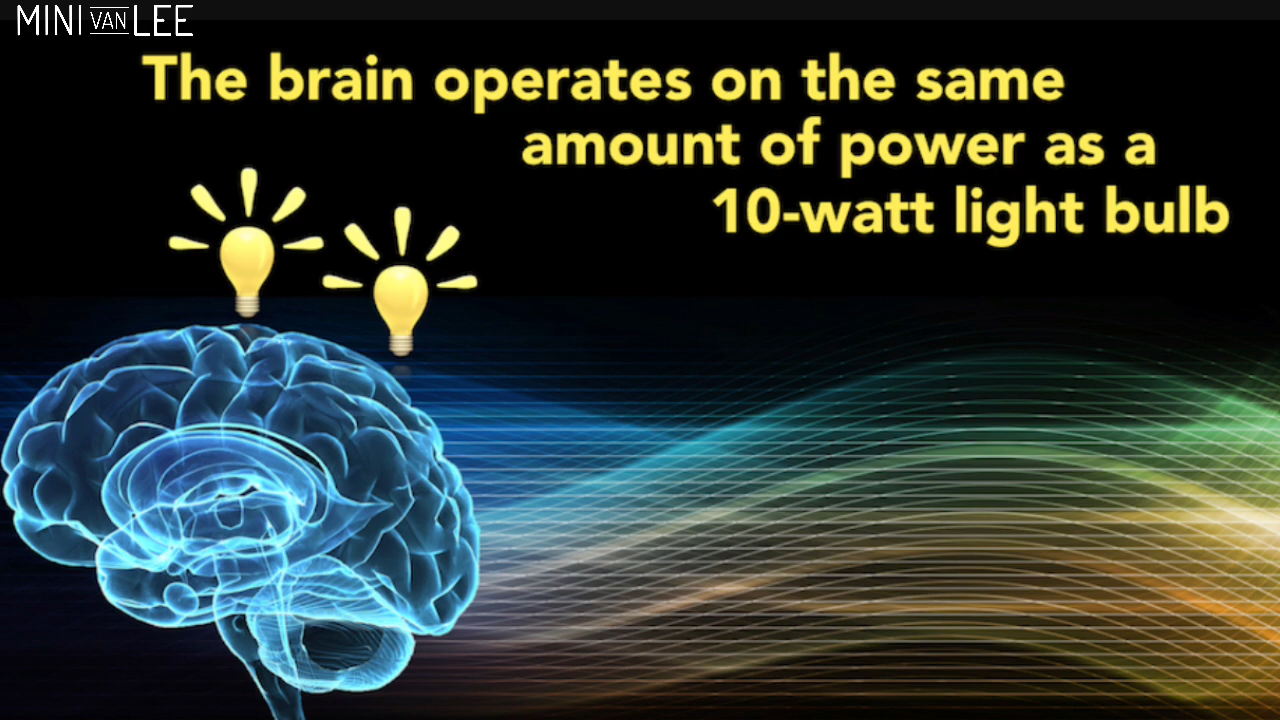 MINI VAN LEE
The brain operates on the same
amount of power as a
10-watt light bulb